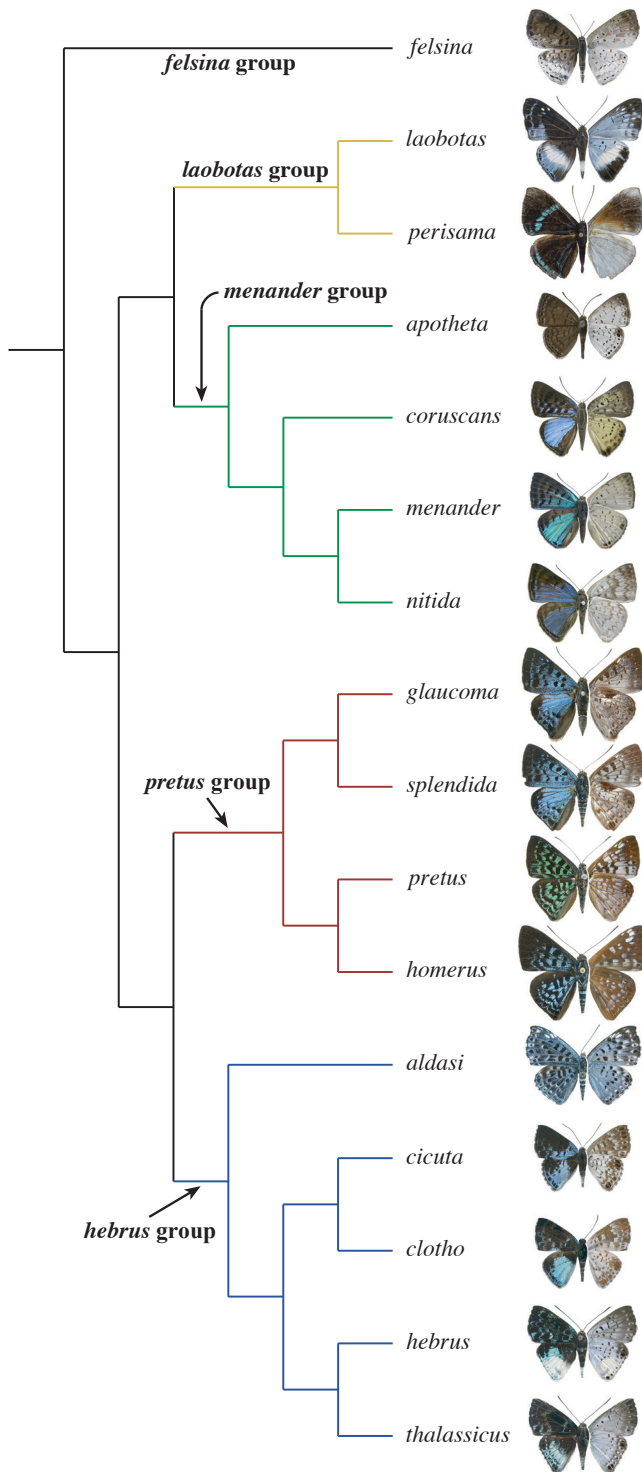 felsina
felsina group
laobotas
laobotas group
perisama
menander group
apotheta
coruscans
menander
nitida
glaucoma
pretus group
splendida
pretus
homerus
aldasi
cicuta
hebrus group
clotho
hebrus
thalassicus